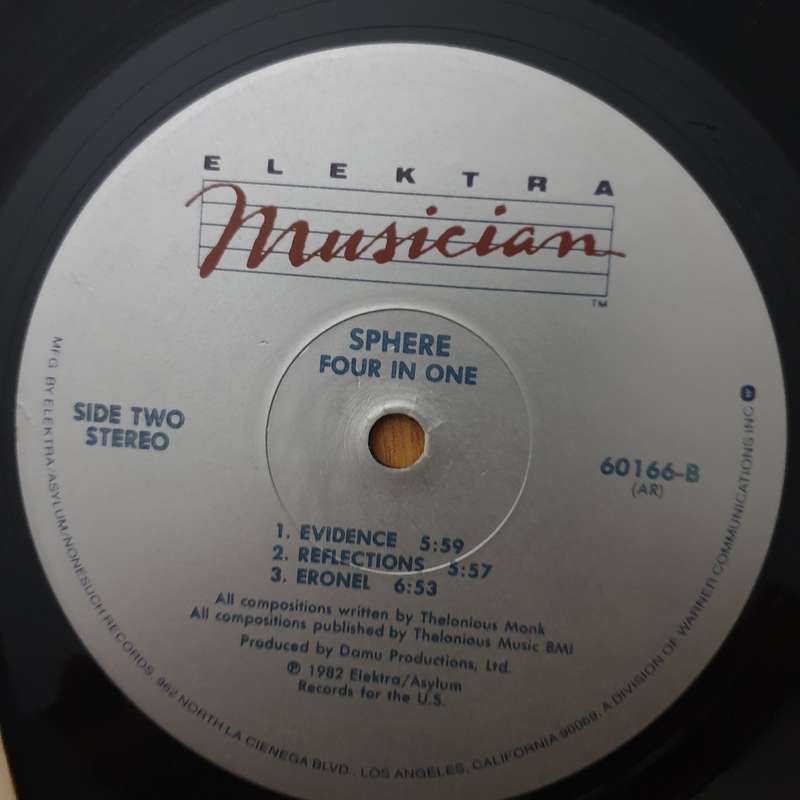 ELEKTRA
Musician
TM
SPHERE
FOUR IN ONE
SIDE TWO
STEREO
60166-B
(AR)
1. EVIDENCE 5:59
2. REFLECTIONS 5:57
3. ERONEL 6:53
All compositions written by Thelonious Monk
All compositions published by Thelonious Music BMI
Produced by Damu Productions, Ltd.
℗ 1982 Elektra/Asylum
Records for the U.S.
MFG. BY ELEKTRA/ASYLUM/NONESUCH RECORDS, 962 NORTH LA CIENEGA BLVD., LOS ANGELES, CALIFORNIA 90069, A DIVISION OF WARNER COMMUNICATIONS INC.